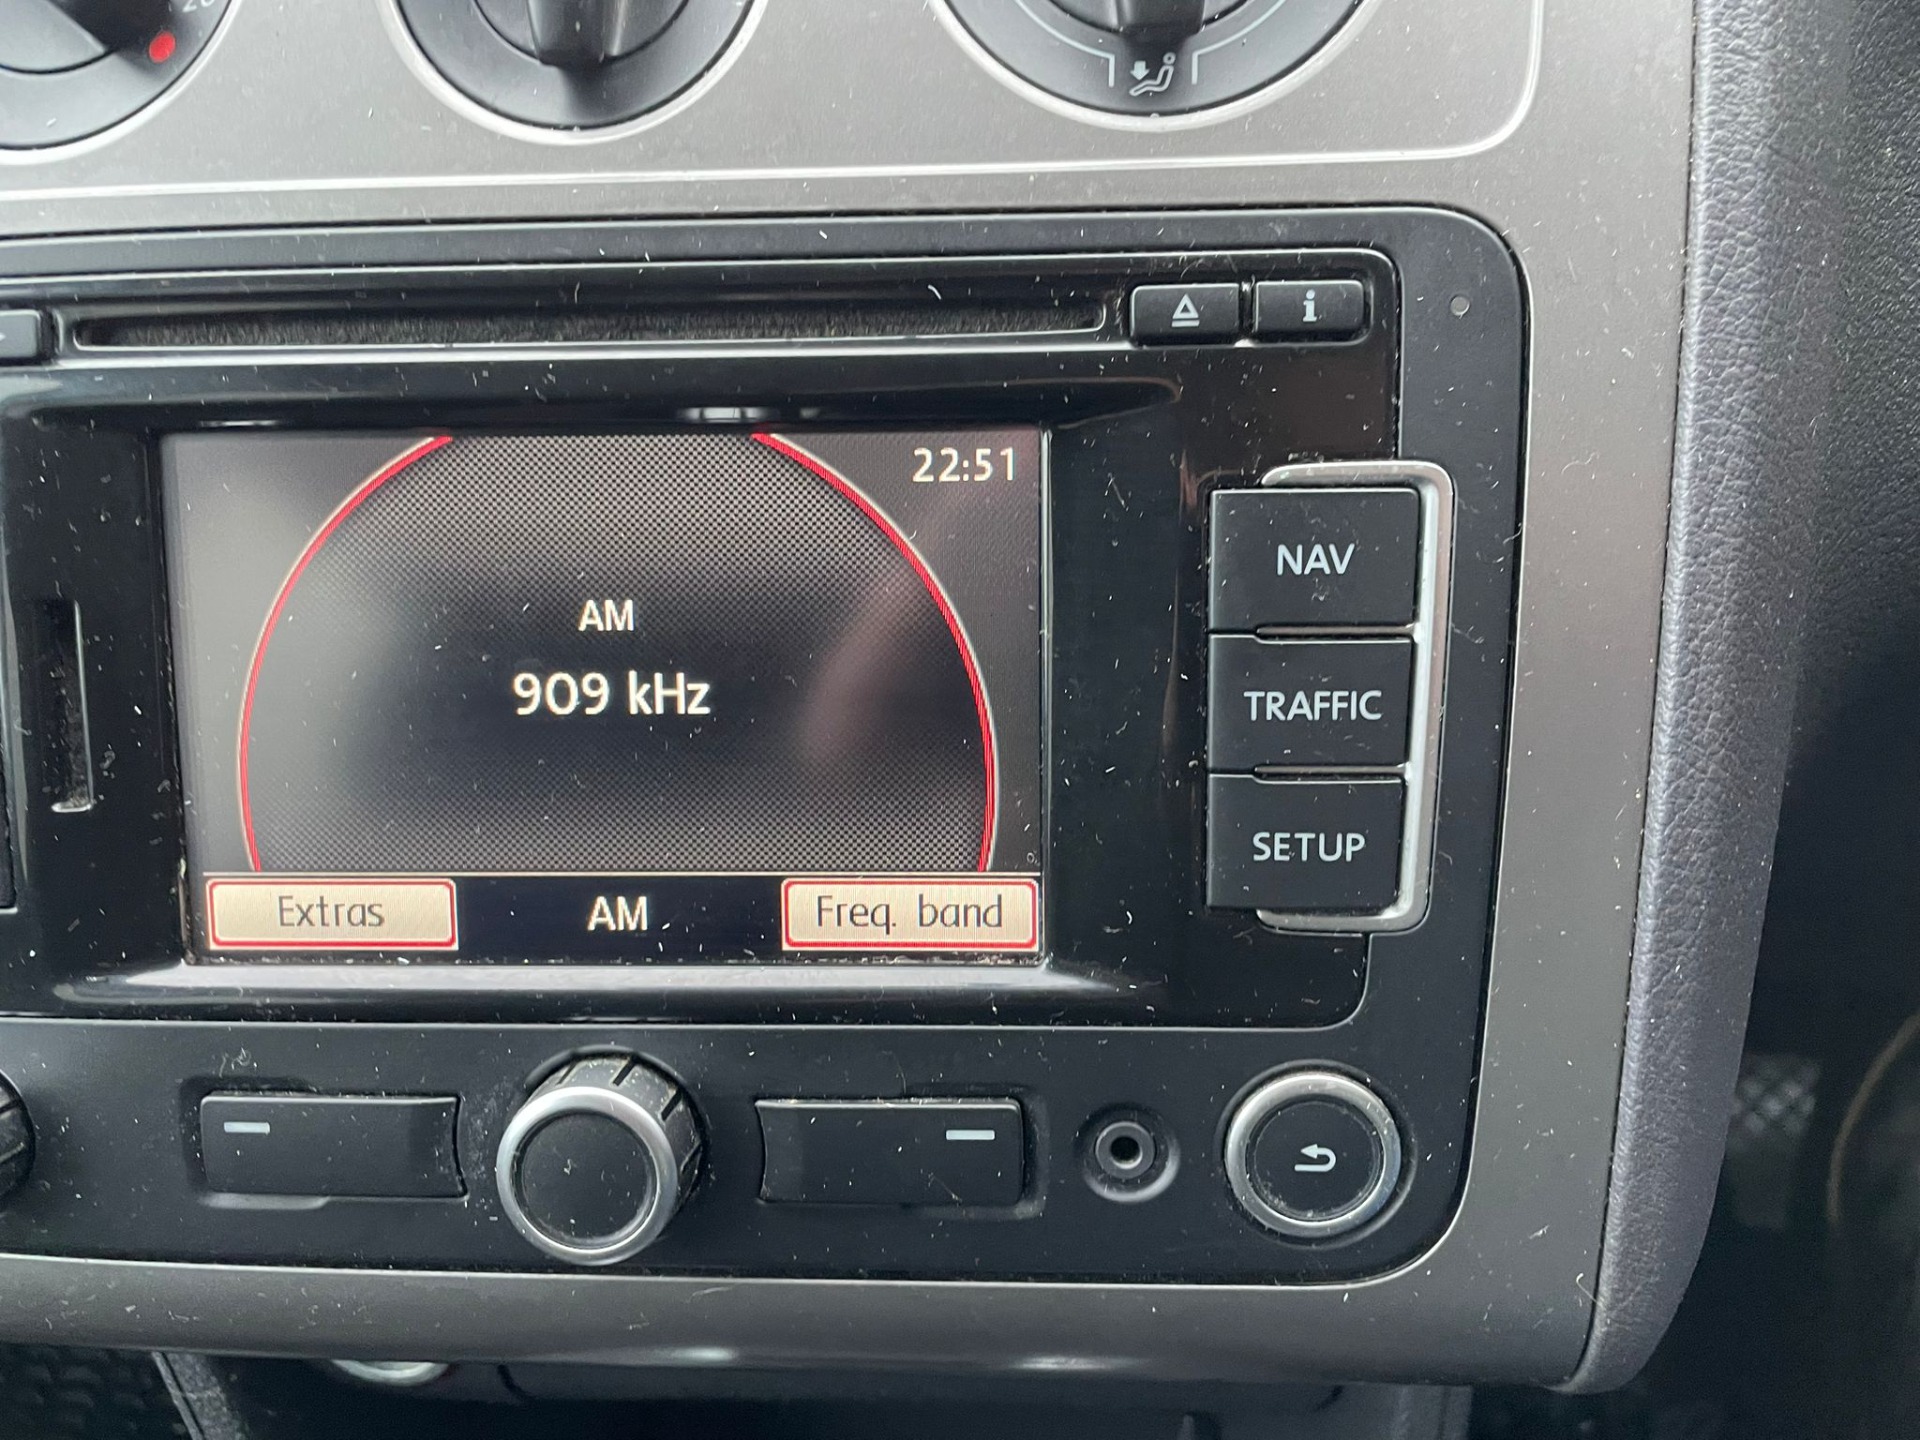 22:51
AM
909 kHz
Extras
AM
Freq. band
i
NAV
TRAFFIC
SETUP